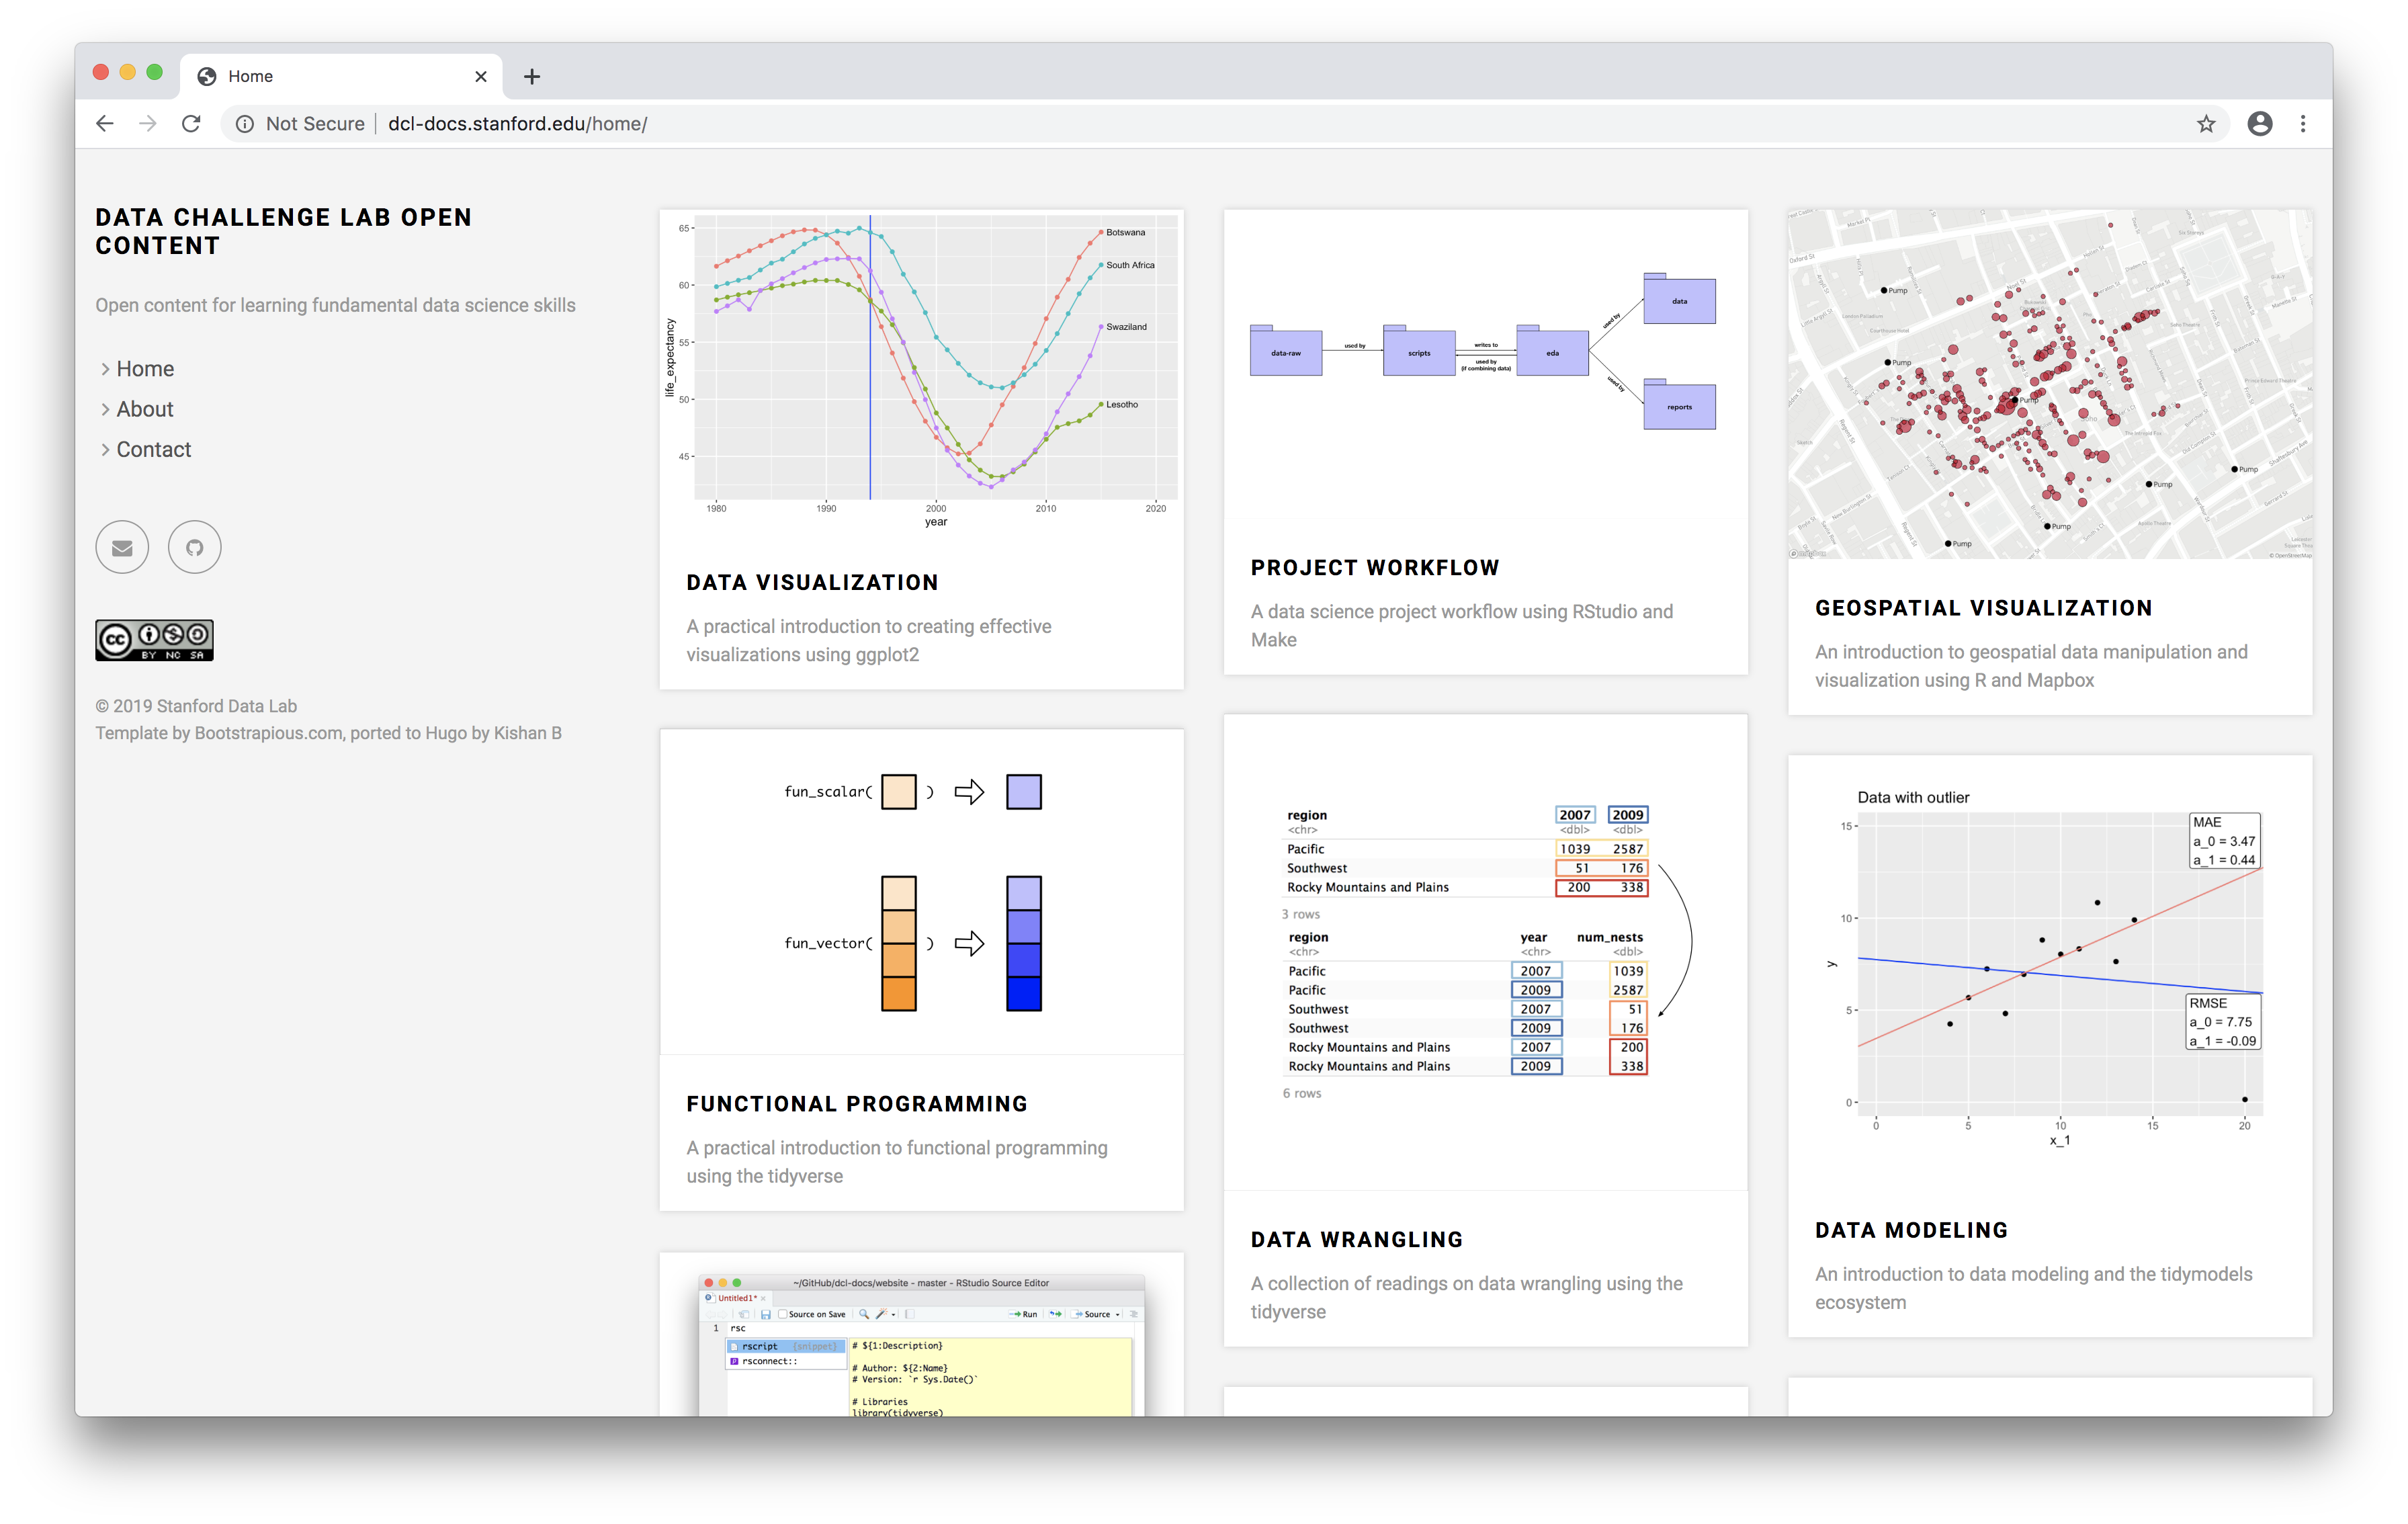 Home
Not Secure
dcl-docs.stanford.edu/home/
DATA CHALLENGE LAB OPEN
CONTENT
Open content for learning fundamental data science skills
Home
About
Contact
cc
BY NC SA
© 2019 Stanford Data Lab
Template by Bootstrapious.com, ported to Hugo by Kishan B
65
60
55
50
45
life_expectancy
1980 1990 2000 2010 2020
year
Botswana
South Africa
Swaziland
Lesotho
DATA VISUALIZATION
A practical introduction to creating effective
visualizations using ggplot2
data-raw
used by
scripts
writes to
used by
(if combining data)
eda
used by
data
used by
reports
PROJECT WORKFLOW
A data science project workflow using RStudio and
Make
Pump
Pump
Pump
Pump
Pump
Pump
Pump
Oxford St
© OpenStreetMap
GEOSPATIAL VISUALIZATION
An introduction to geospatial data manipulation and
visualization using R and Mapbox
fun_scalar( )
fun_vector( )
FUNCTIONAL PROGRAMMING
A practical introduction to functional programming
using the tidyverse
region 2007 2009
<chr> <dbl> <dbl>
Pacific 1039 2587
Southwest 51 176
Rocky Mountains and Plains 200 338
3 rows
region year num_nests
<chr> <chr> <dbl>
Pacific 2007 1039
Pacific 2009 2587
Southwest 2007 51
Southwest 2009 176
Rocky Mountains and Plains 2007 200
Rocky Mountains and Plains 2009 338
6 rows
DATA WRANGLING
A collection of readings on data wrangling using the
tidyverse
Data with outlier
15
10
5
0
y
MAE
a_0 = 3.47
a_1 = 0.44
RMSE
a_0 = 7.75
a_1 = -0.09
0 5 10 15 20
x_1
DATA MODELING
An introduction to data modeling and the tidymodels
ecosystem
~/GitHub/dcl-docs/website - master - RStudio Source Editor
Untitled1*
Source on Save Run Source
1 rsc
rscript {snippet}
rsconnect::
# ${1:Description}
# Author: ${2:Name}
# Version: `r Sys.Date()`
# Libraries
library(tidyverse)